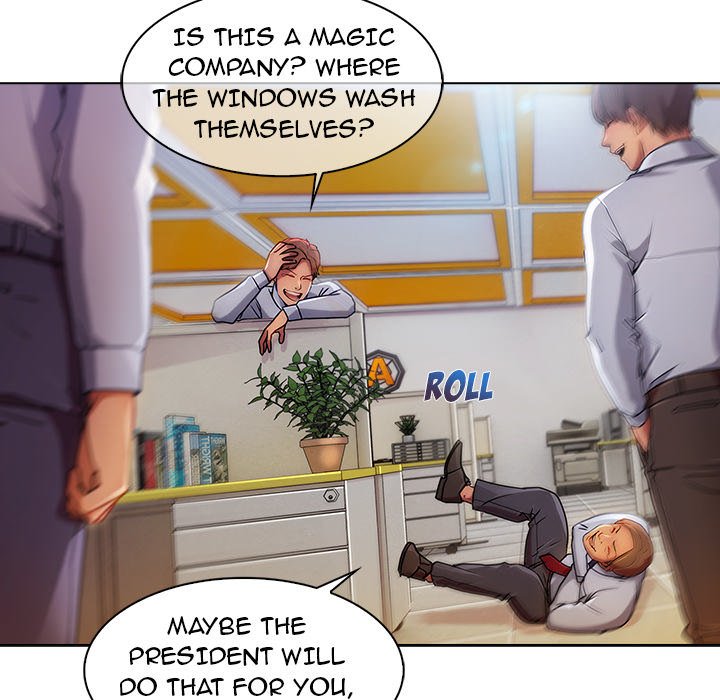 IS THIS A MAGIC
COMPANY? WHERE
THE WINDOWS WASH
THEMSELVES?
A
ROLL
MAYBE THE
PRESIDENT WILL
DO THAT FOR YOU,